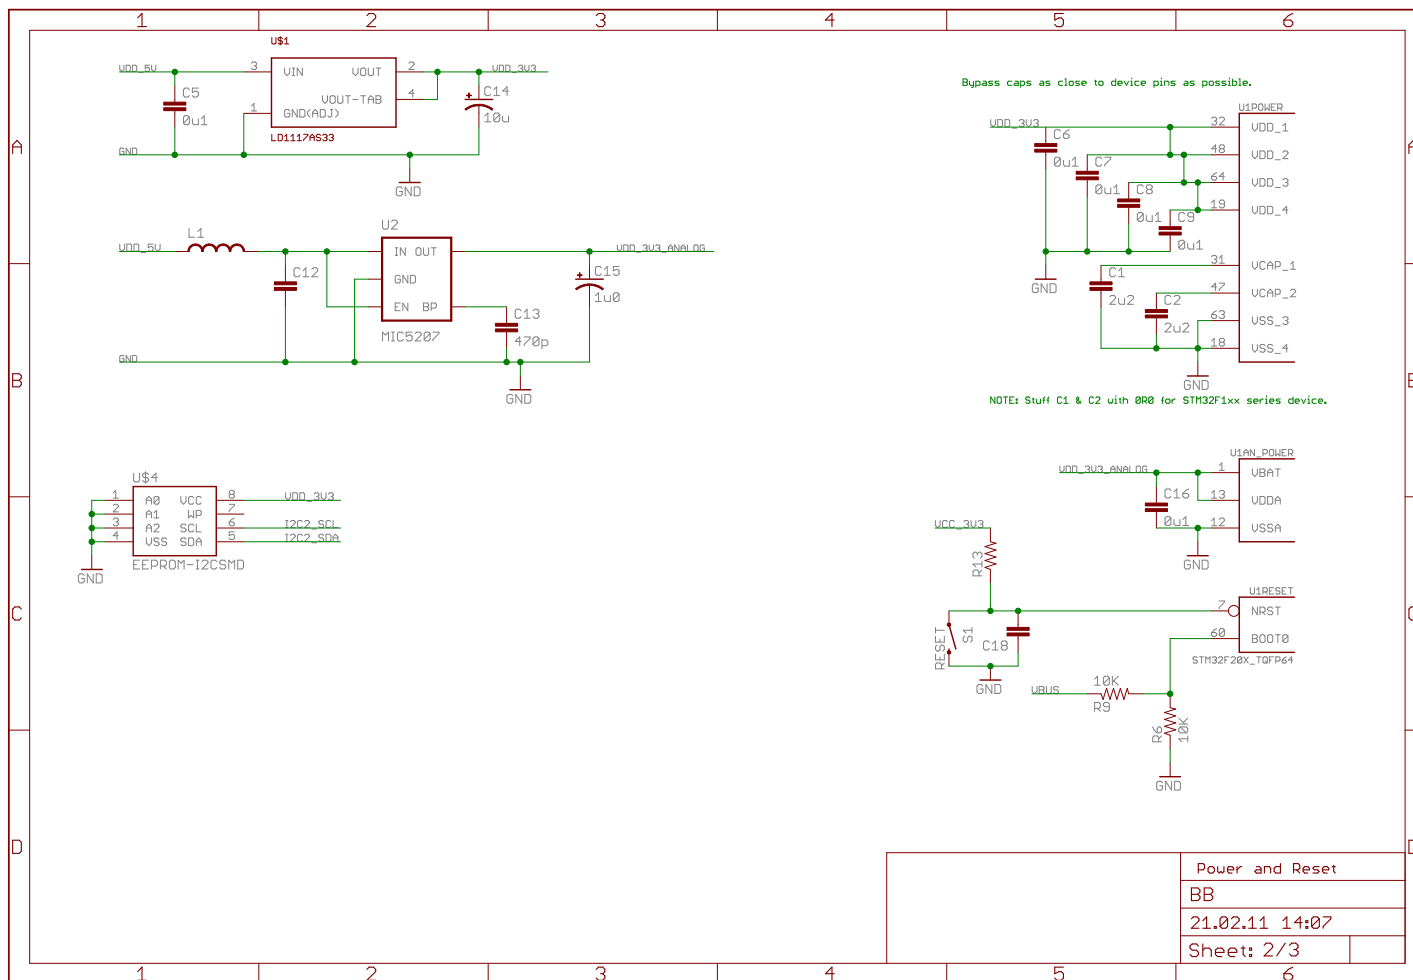 1 2 3 4 5 6
A
B
C
D
U$1
VDD_5V
3
VIN
VOUT
2
VDD_3V3
VOUT-TAB
4
1
GND(ADJ)
LD1117AS33
C5
0u1
C14
10u
GND
GND
L1
VDD_5V
U2
IN OUT
GND
EN BP
MIC5207
VDD_3V3_ANALOG
C12
C15
1u0
C13
470p
GND
GND
U$4
1 A0 VCC 8 VDD_3V3
2 A1 WP 7
3 A2 SCL 6 I2C2_SCL
4 VSS SDA 5 I2C2_SDA
EEPROM-I2CSMD
GND
Bypass caps as close to device pins as possible.
U1POWER
VDD_3V3
32 VDD_1
48 VDD_2
64 VDD_3
19 VDD_4
31 VCAP_1
47 VCAP_2
63 VSS_3
18 VSS_4
C6
0u1
C7
0u1
C8
0u1
C9
0u1
GND
C1
2u2
C2
2u2
GND
NOTE: Stuff C1 & C2 with 0R0 for STM32F1xx series device.
U1AN_POWER
VDD_3V3_ANALOG
1 VBAT
13 VDDA
12 VSSA
C16
0u1
GND
VCC_3V3
R13
U1RESET
7 NRST
60 BOOT0
STM32F20X_TQFP64
RESET
S1
C18
GND
VBUS
10K
R9
R6
10K
GND
Power and Reset
BB
21.02.11 14:07
Sheet: 2/3
1 2 3 4 5 6